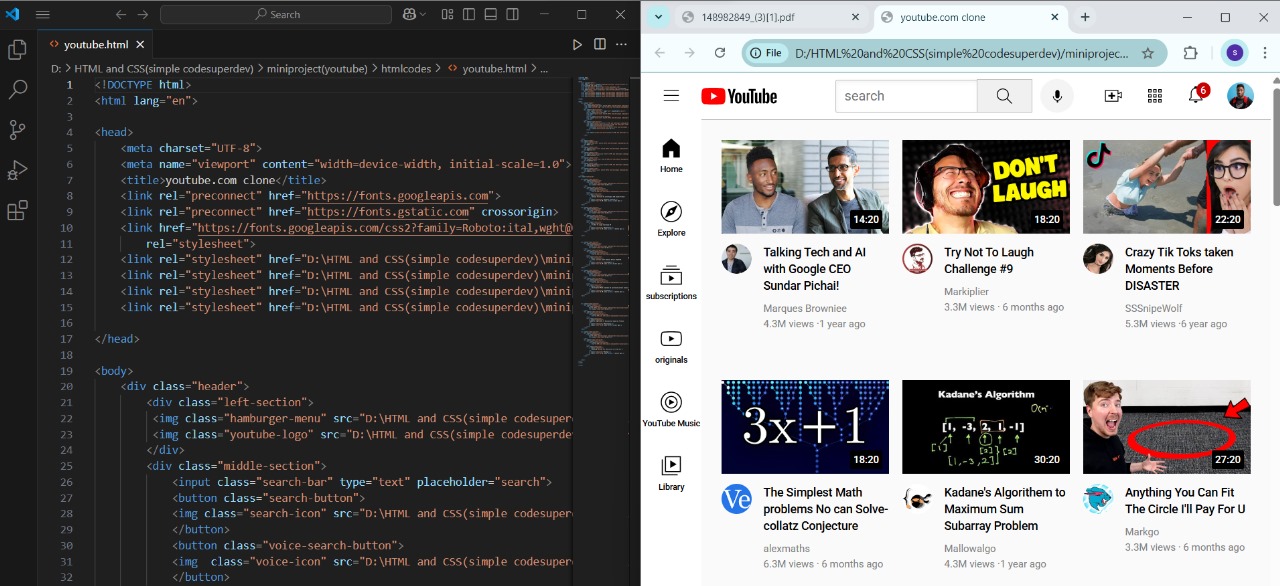 Search
youtube.html
D: > HTML and CSS(simple codesuperdev) > miniproject(youtube) > htmlcodes > youtube.html > ...
1 <!DOCTYPE html>
2 <html lang="en">
3
4 <head>
5 <meta charset="UTF-8">
6 <meta name="viewport" content="width=device-width, initial-scale=1.0">
7 <title>youtube.com clone</title>
8 <link rel="preconnect" href="https://fonts.googleapis.com">
9 <link rel="preconnect" href="https://fonts.gstatic.com" crossorigin>
10 <link href="https://fonts.googleapis.com/css2?family=Roboto:ital,wght@
11 rel="stylesheet">
12 <link rel="stylesheet" href="D:\HTML and CSS(simple codesuperdev)\mini
13 <link rel="stylesheet" href="D:\HTML and CSS(simple codesuperdev)\mini
14 <link rel="stylesheet" href="D:\HTML and CSS(simple codesuperdev)\mini
15 <link rel="stylesheet" href="D:\HTML and CSS(simple codesuperdev)\mini
16
17 </head>
18
19 <body>
20 <div class="header">
21 <div class="left-section">
22 <img class="hamburger-menu" src="D:\HTML and CSS(simple codesuper
23 <img class="youtube-logo" src="D:\HTML and CSS(simple codesuperde
24 </div>
25 <div class="middle-section">
26 <input class="search-bar" type="text" placeholder="search">
27 <button class="search-button">
28 <img class="search-icon" src="D:\HTML and CSS(simple codesuperdev
29 </button>
30 <button class="voice-search-button">
31 <img class="voice-icon" src="D:\HTML and CSS(simple codesuperdev
32 </button>
148982849_(3)[1].pdf
youtube.com clone
File
D:/HTML%20and%20CSS(simple%20codesuperdev)/miniprojec...
S
YouTube
search
6
Home
Explore
subscriptions
originals
YouTube Music
Library
14:20
DON'T
LAUGH
18:20
22:20
Talking Tech and AI
with Google CEO
Sundar Pichai!
Marques Browniee
4.3M views ·1 year ago
Try Not To Laugh
Challenge #9
Markiplier
3.3M views · 6 months ago
Crazy Tik Toks taken
Moments Before
DISASTER
SSSnipeWolf
5.3M views ·6 year ago
3x+1
18:20
Kadane's Algorithm
[1, -3, 2, 1, -1]
[1]
[1,-3,2]
30:20
27:20
Ve
The Simplest Math
problems No can Solve-
collatz Conjecture
alexmaths
6.3M views · 6 months ago
Kadane's Algorithem to
Maximum Sum
Subarray Problem
Mallowalgo
4.3M views ·1 year ago
Anything You Can Fit
The Circle I'll Pay For U
Markgo
3.3M views · 6 months ago